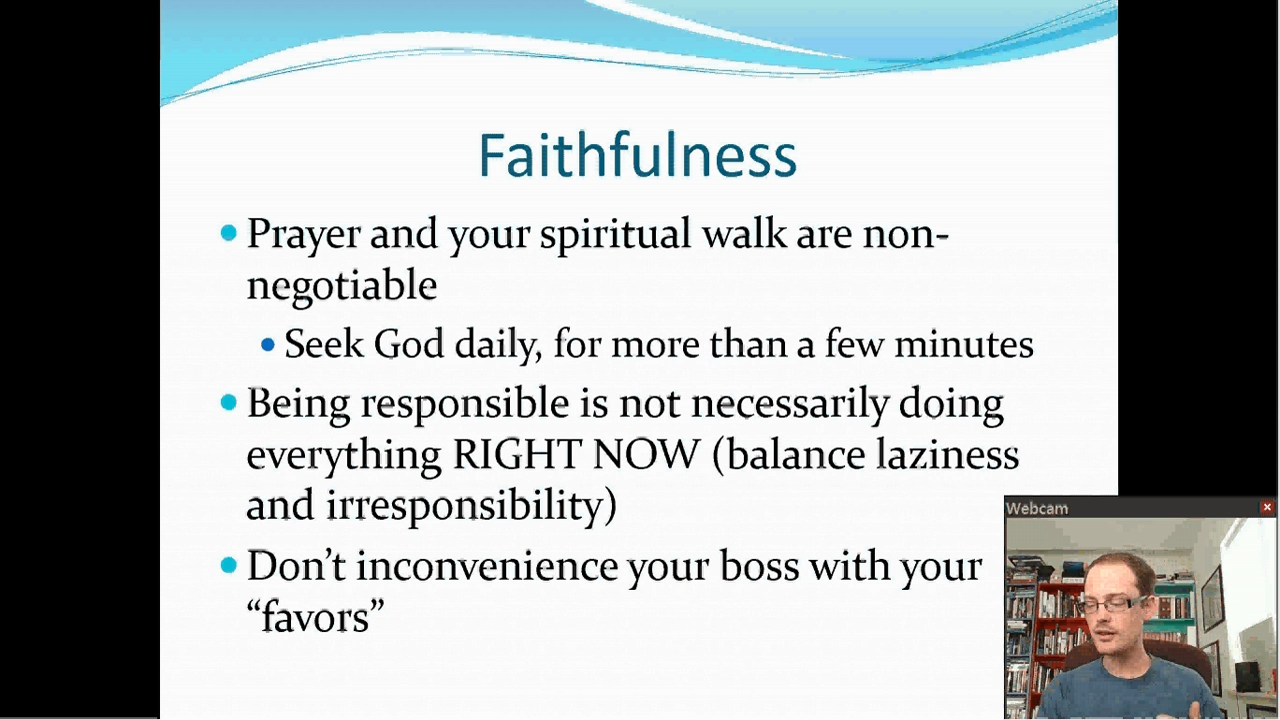 Faithfulness
Prayer and your spiritual walk are non-
negotiable
Seek God daily, for more than a few minutes
Being responsible is not necessarily doing
everything RIGHT NOW (balance laziness
and irresponsibility)
Don’t inconvenience your boss with your
“favors”
Webcam